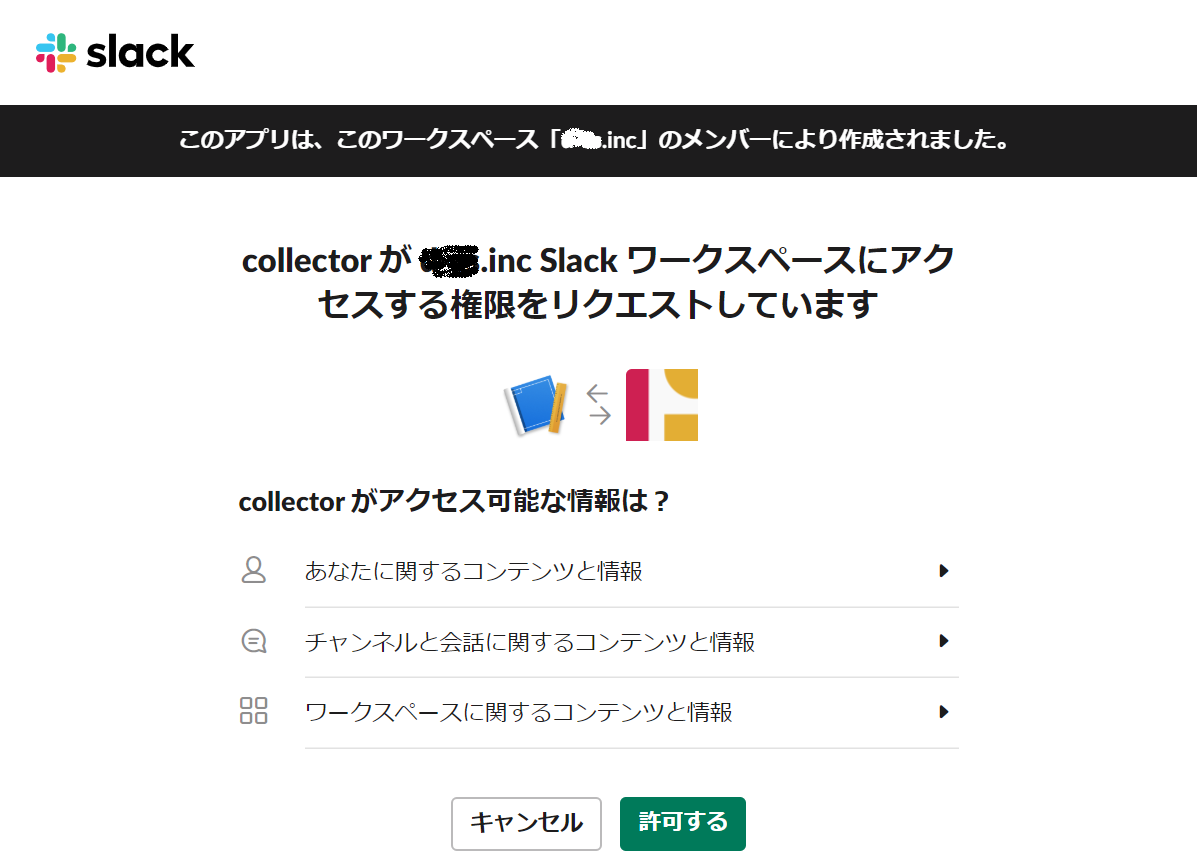 slack
このアプリは、このワークスペース「.inc」のメンバーにより作成されました。
collector が .inc Slack ワークスペースにアク
セスする権限をリクエストしています
collector がアクセス可能な情報は？
あなたに関するコンテンツと情報
チャンネルと会話に関するコンテンツと情報
ワークスペースに関するコンテンツと情報
キャンセル
許可する